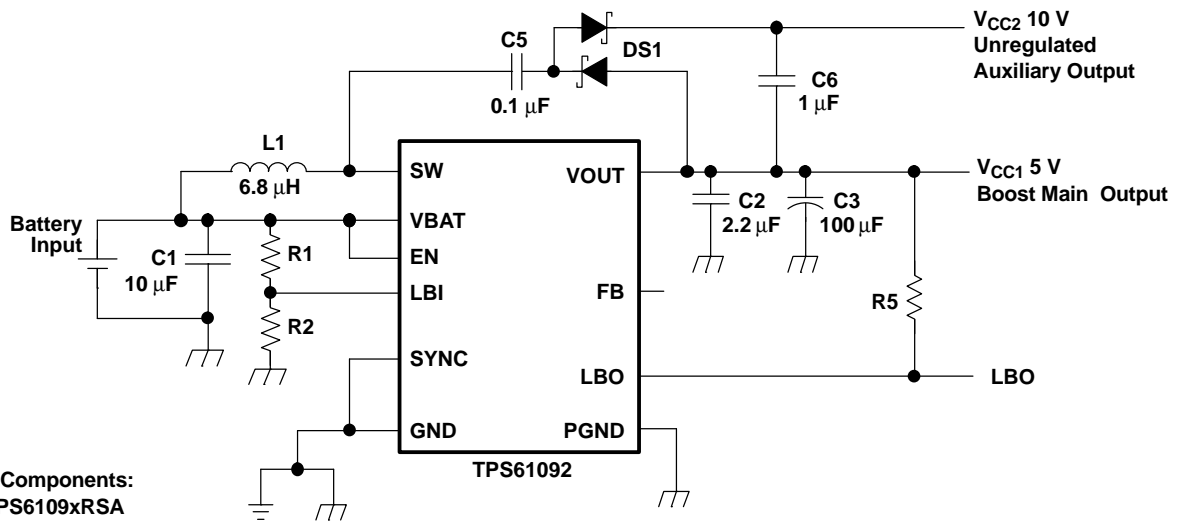 C5
0.1 µF
DS1
VCC2 10 V
Unregulated
Auxiliary Output
C6
1 µF
L1
6.8 µH
SW
VOUT
VCC1 5 V
Boost Main Output
C2
2.2 µF
C3
100 µF
Battery
Input
C1
10 µF
VBAT
EN
R1
LBI
R2
FB
R5
SYNC
LBO
LBO
GND
PGND
TPS61092
Components:
PS6109xRSA